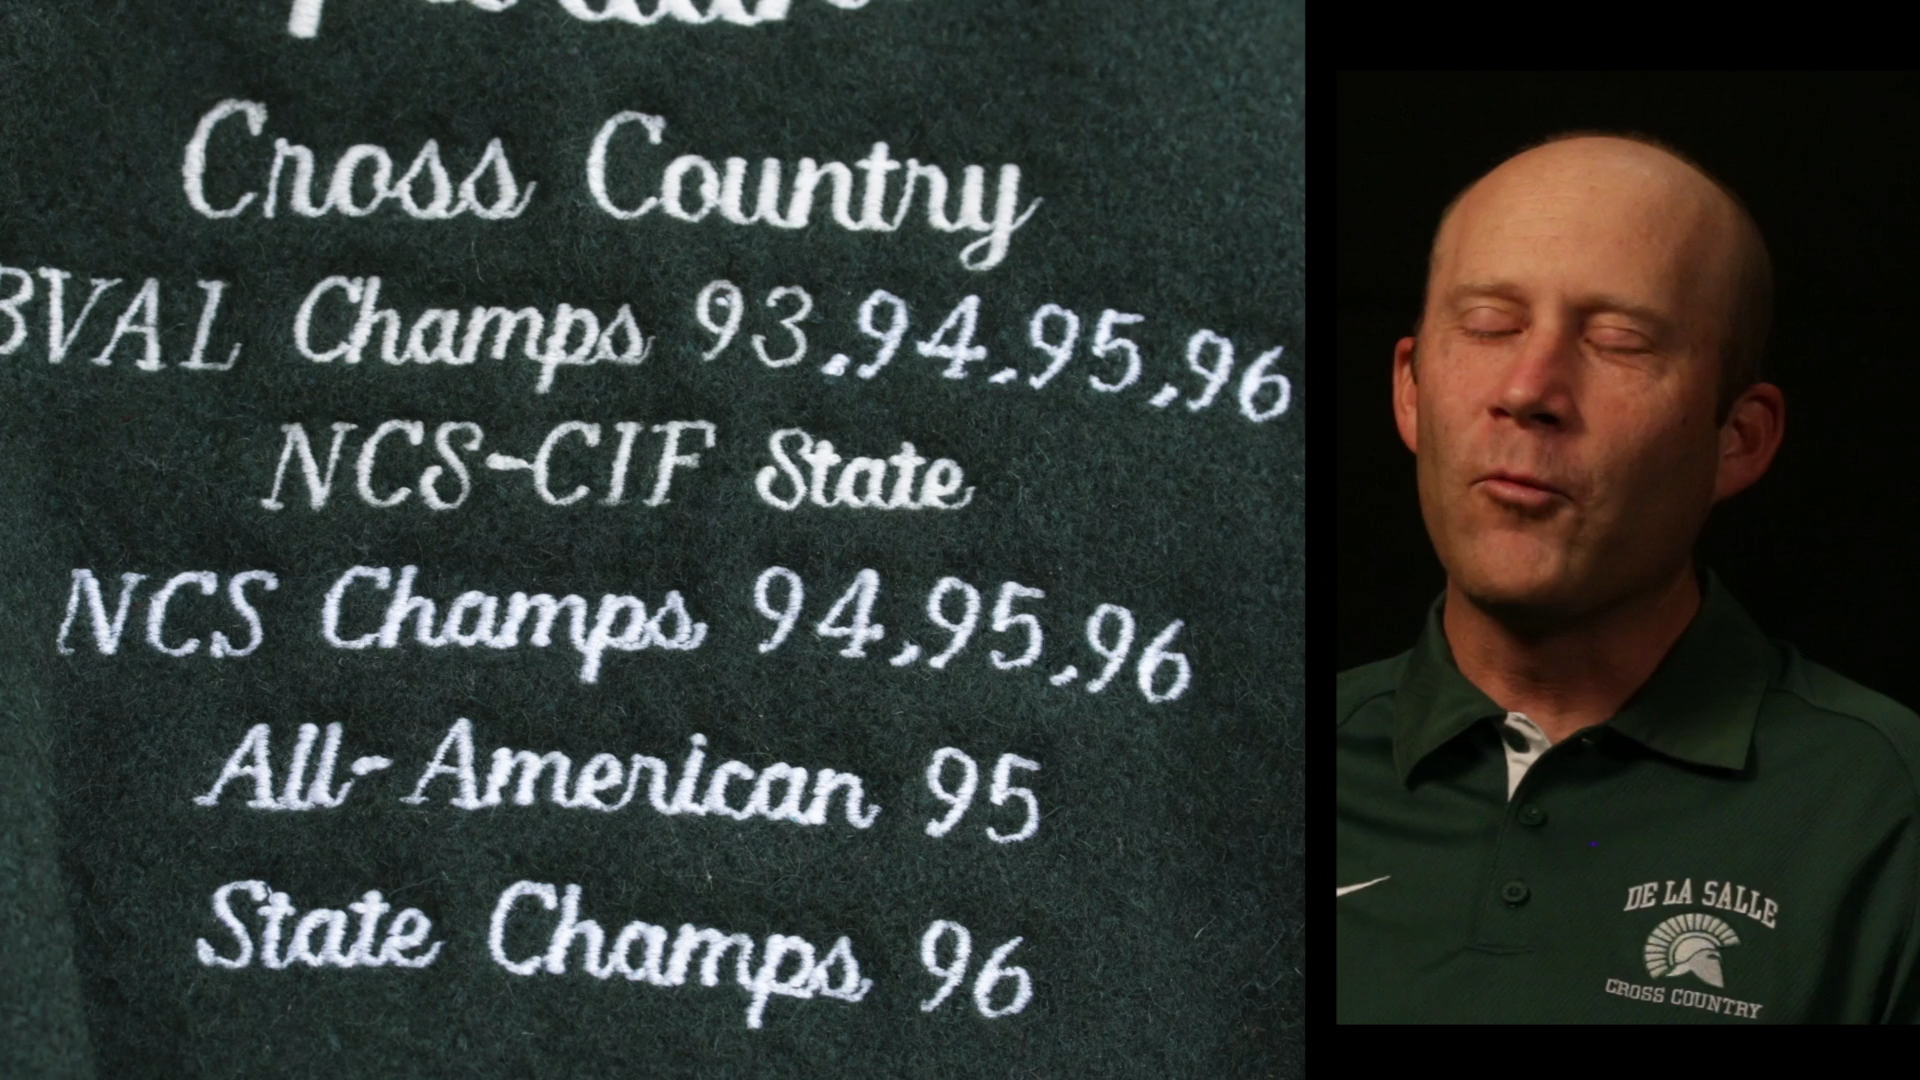 Cross Country
BVAL Champs 93,94,95,96
NCS-CIF State
NCS Champs 94,95,96
All-American 95
State Champs 96
DE LA SALLE
CROSS COUNTRY